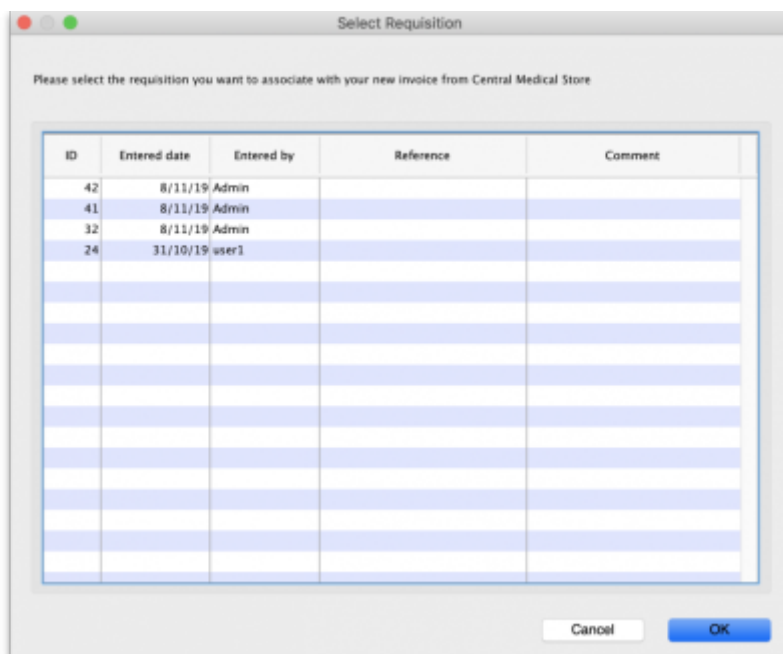 Select Requisition
Please select the requisition you want to associate with your new invoice from Central Medical Store
ID Entered date Entered by Reference Comment
42 8/11/19 Admin
41 8/11/19 Admin
32 8/11/19 Admin
24 31/10/19 user1
Cancel OK